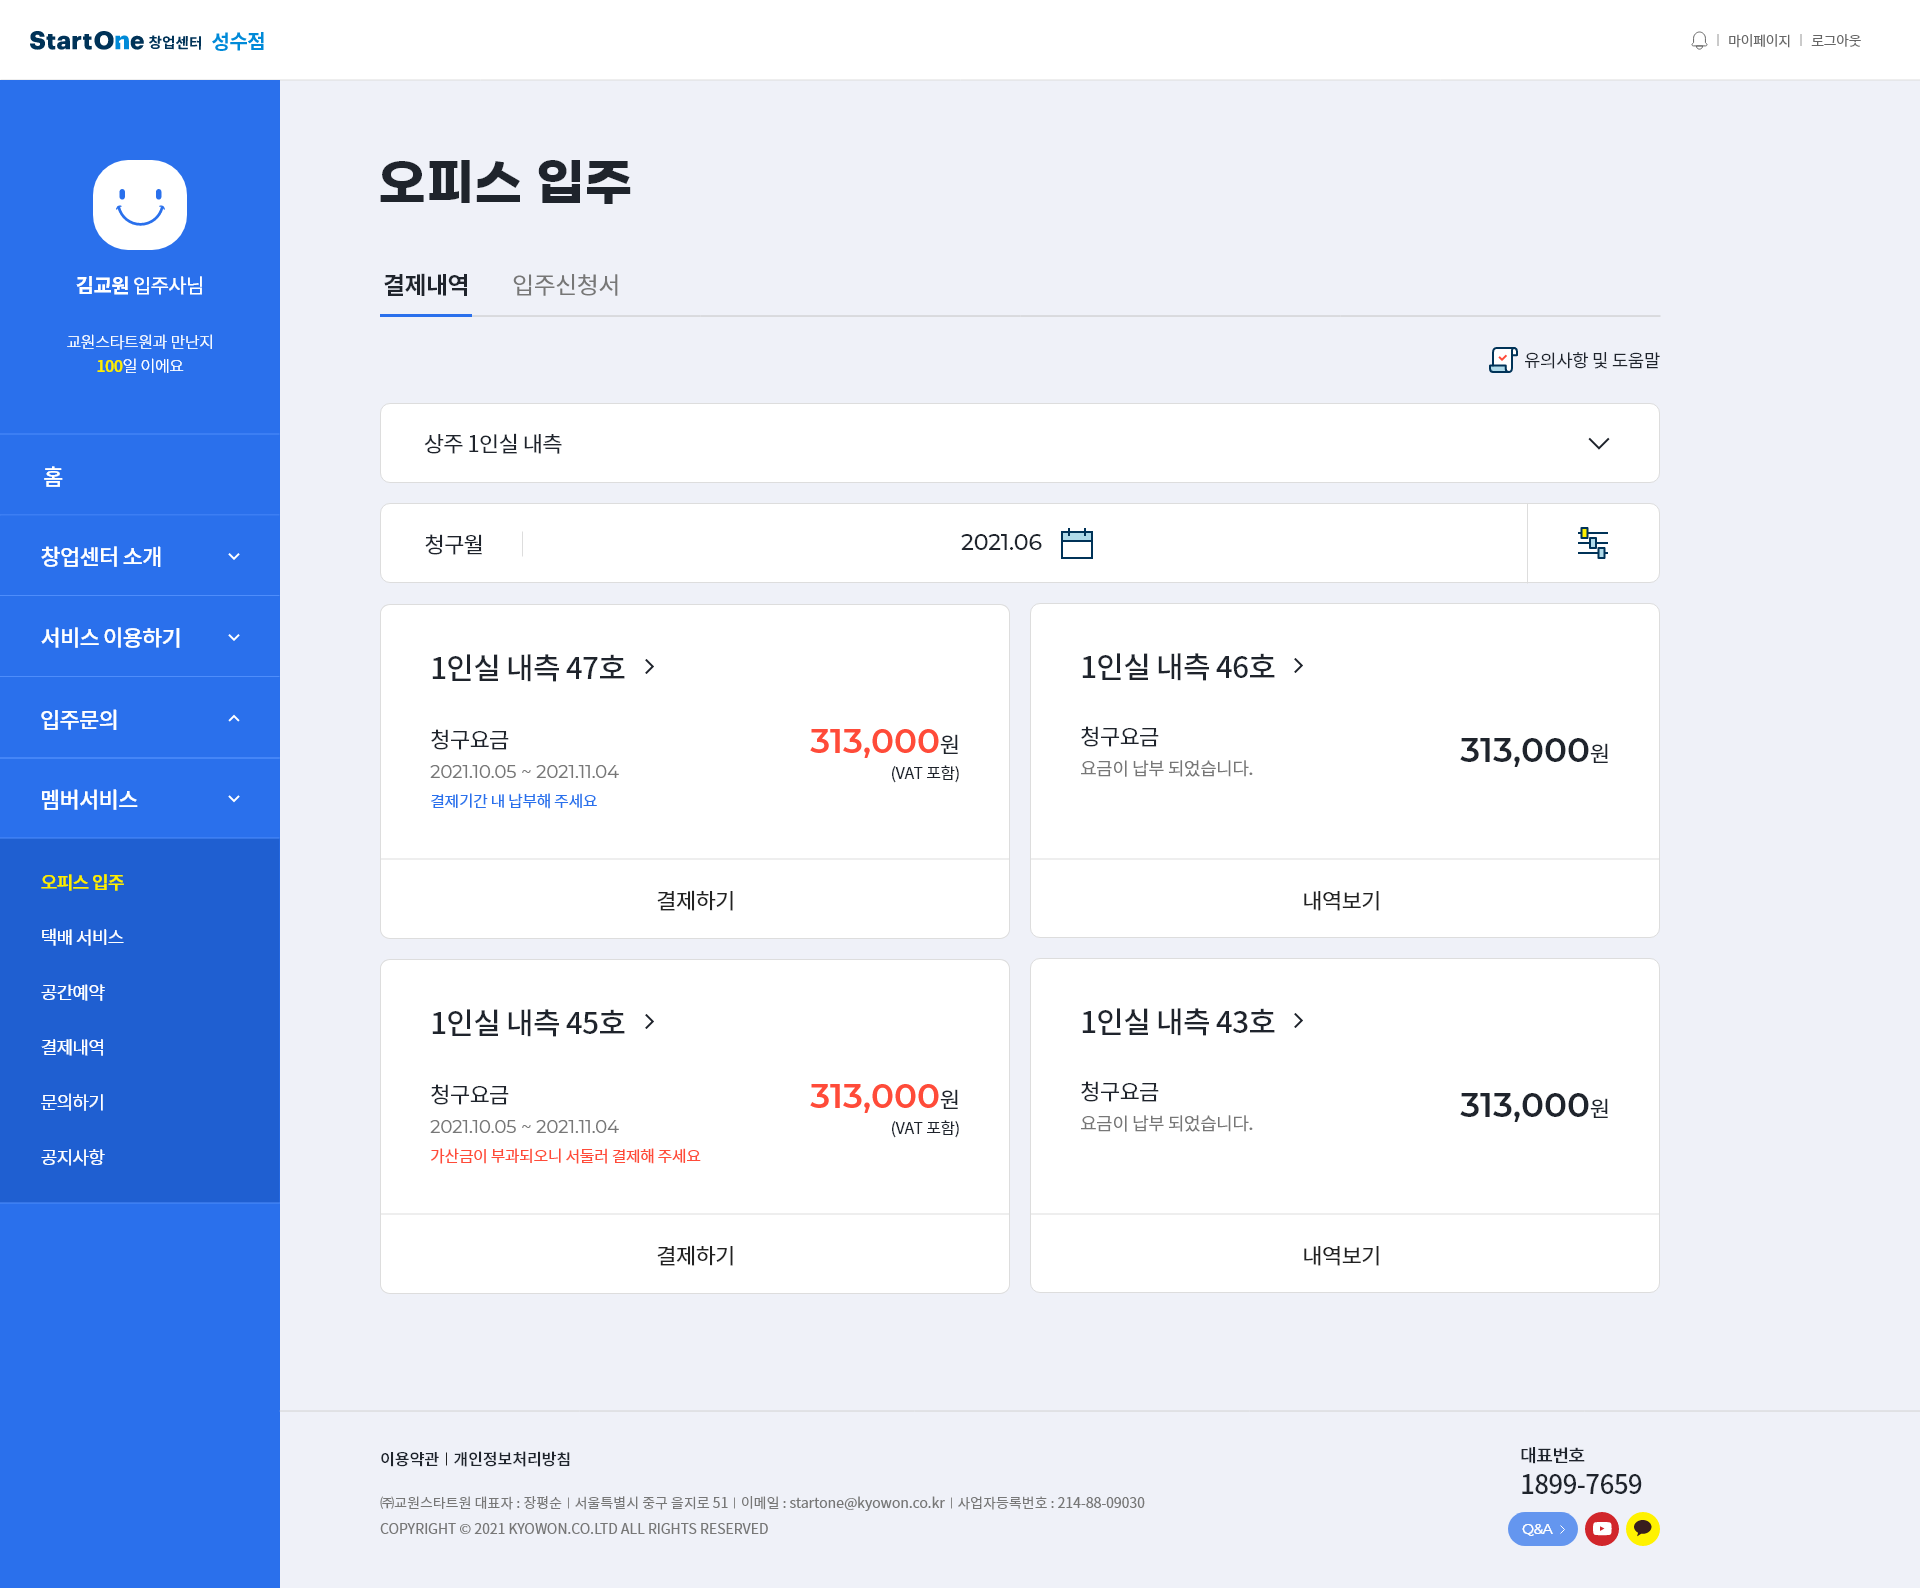 StartOne 창업센터 성수점
마이페이지
로그아웃
김교원 입주사님
교원스타트원과 만난지
100일 이에요
홈
창업센터 소개
서비스 이용하기
입주문의
멤버서비스
오피스 입주
택배 서비스
공간예약
결제내역
문의하기
공지사항
오피스 입주
결제내역
입주신청서
유의사항 및 도움말
상주 1인실 내측
청구월
2021.06
1인실 내측 47호
청구요금
313,000원
2021.10.05 ~ 2021.11.04
(VAT 포함)
결제기간 내 납부해 주세요
결제하기
1인실 내측 46호
청구요금
313,000원
요금이 납부 되었습니다.
내역보기
1인실 내측 45호
청구요금
313,000원
2021.10.05 ~ 2021.11.04
(VAT 포함)
가산금이 부과되오니 서둘러 결제해 주세요
결제하기
1인실 내측 43호
청구요금
313,000원
요금이 납부 되었습니다.
내역보기
이용약관 | 개인정보처리방침
㈜교원스타트원 대표자 : 장평순 | 서울특별시 중구 을지로 51 | 이메일 : startone@kyowon.co.kr | 사업자등록번호 : 214-88-09030
COPYRIGHT © 2021 KYOWON.CO.LTD ALL RIGHTS RESERVED
대표번호
1899-7659
Q&A